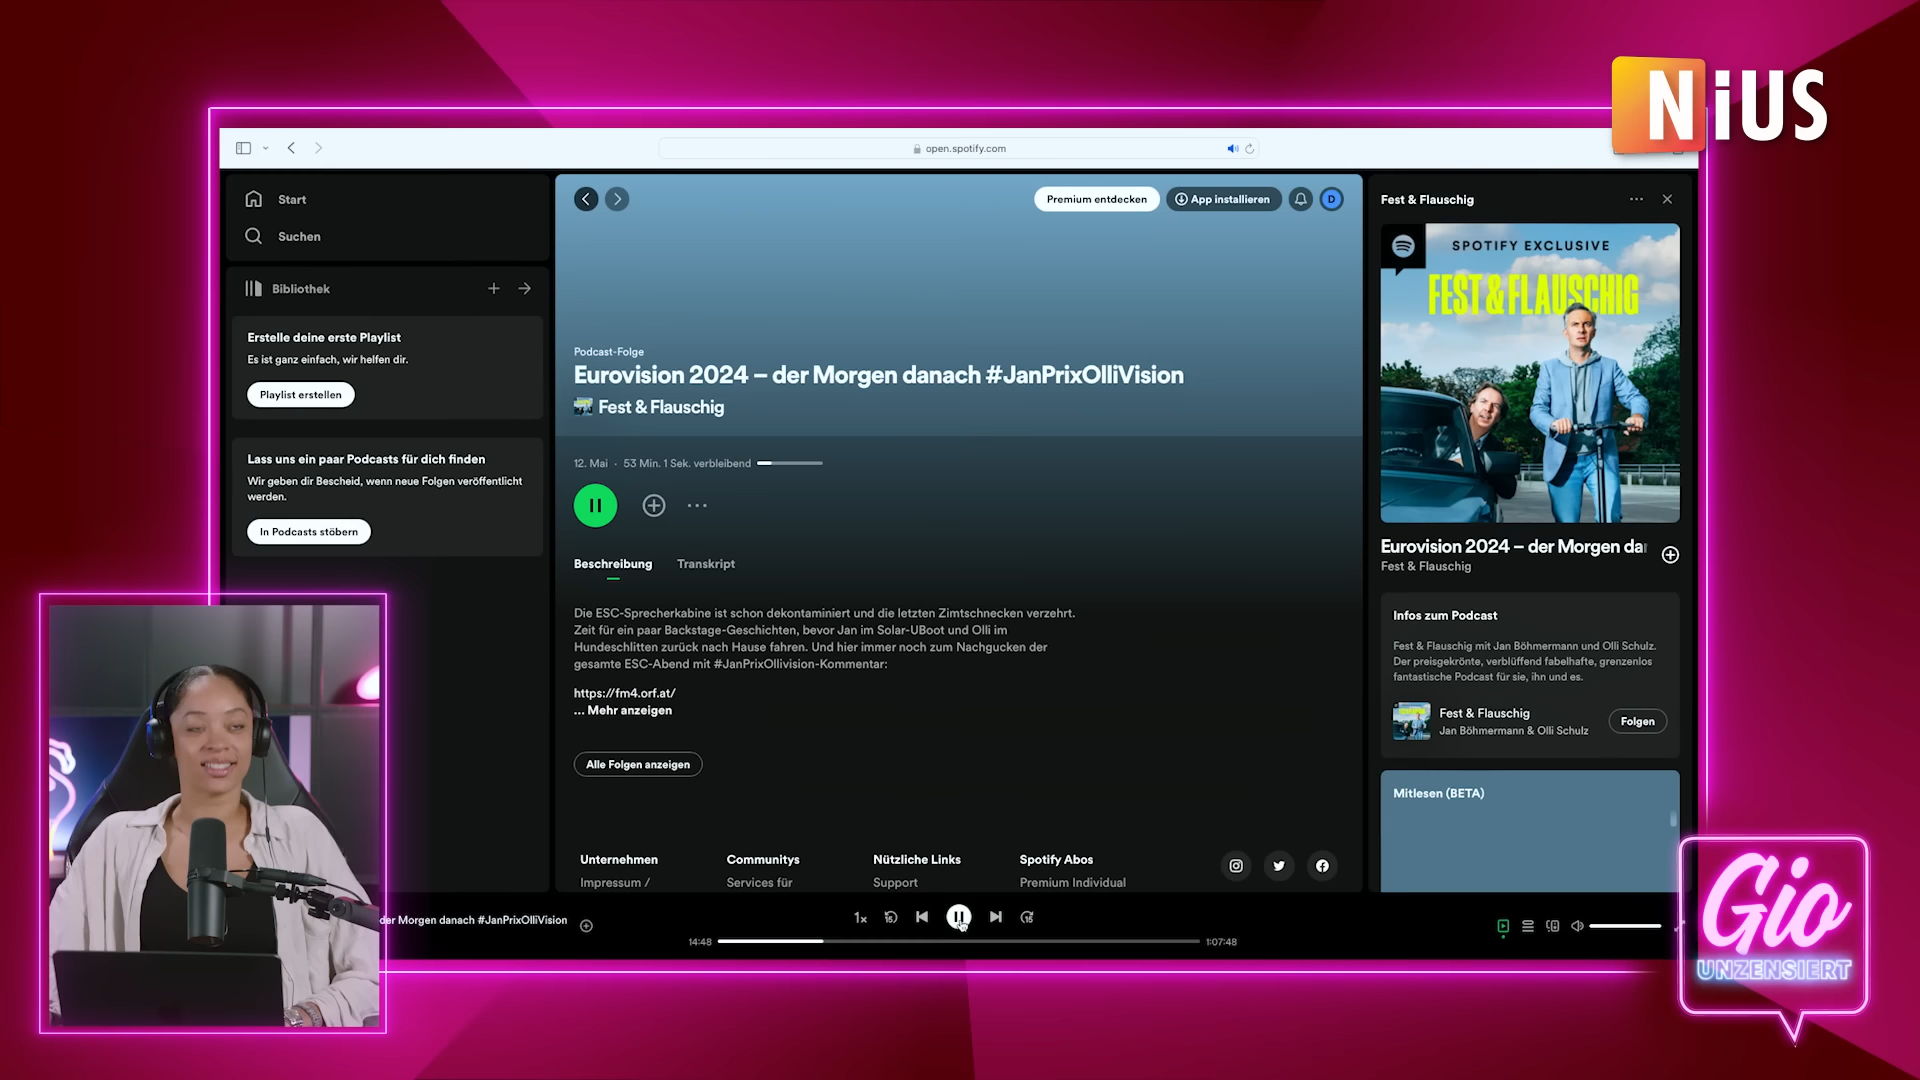 NiUS
open.spotify.com
Start
Suchen
Bibliothek
Erstelle deine erste Playlist
Es ist ganz einfach, wir helfen dir.
Playlist erstellen
Lass uns ein paar Podcasts für dich finden
Wir geben dir Bescheid, wenn neue Folgen veröffentlicht
werden.
In Podcasts stöbern
Premium entdecken
App installieren
D
Podcast-Folge
Eurovision 2024 – der Morgen danach #JanPrixOlliVision
Fest & Flauschig
12. Mai · 53 Min. 1 Sek. verbleibend
Beschreibung
Transkript
Die ESC-Sprecherkabine ist schon dekontaminiert und die letzten Zimtschnecken verzehrt.
Zeit für ein paar Backstage-Geschichten, bevor Jan im Solar-UBoot und Olli im
Hundeschlitten zurück nach Hause fahren. Und hier immer noch zum Nachgucken der
gesamte ESC-Abend mit #JanPrixOllivision-Kommentar:
https://fm4.orf.at/
... Mehr anzeigen
Alle Folgen anzeigen
Unternehmen
Impressum /
Communitys
Services für
Nützliche Links
Support
Spotify Abos
Premium Individual
Fest & Flauschig
SPOTIFY EXCLUSIVE
FEST & FLAUSCHIG
Eurovision 2024 – der Morgen da
Fest & Flauschig
Infos zum Podcast
Fest & Flauschig mit Jan Böhmermann und Olli Schulz.
Der preisgekrönte, verblüffend fabelhafte, grenzenlos
fantastische Podcast für sie, ihn und es.
Fest & Flauschig
Jan Böhmermann & Olli Schulz
Folgen
Mitlesen (BETA)
der Morgen danach #JanPrixOlliVision
1x
15
15
14:48
1:07:48
Gio
UNZENSIERT